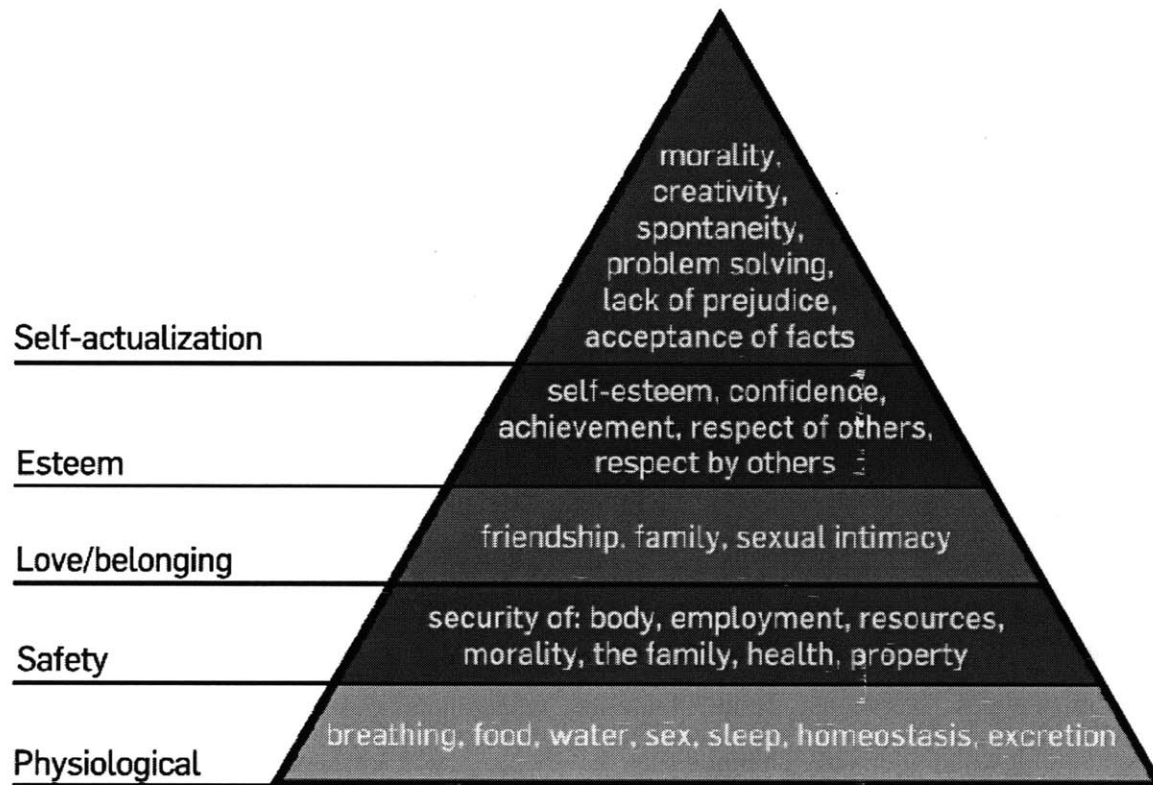 morality,
creativity,
spontaneity,
problem solving,
lack of prejudice,
acceptance of facts
Self-actualization
self-esteem, confidence,
achievement, respect of others,
respect by others
Esteem
friendship, family, sexual intimacy
Love/belonging
security of: body, employment, resources,
morality, the family, health, property
Safety
breathing, food, water, sex, sleep, homeostasis, excretion
Physiological